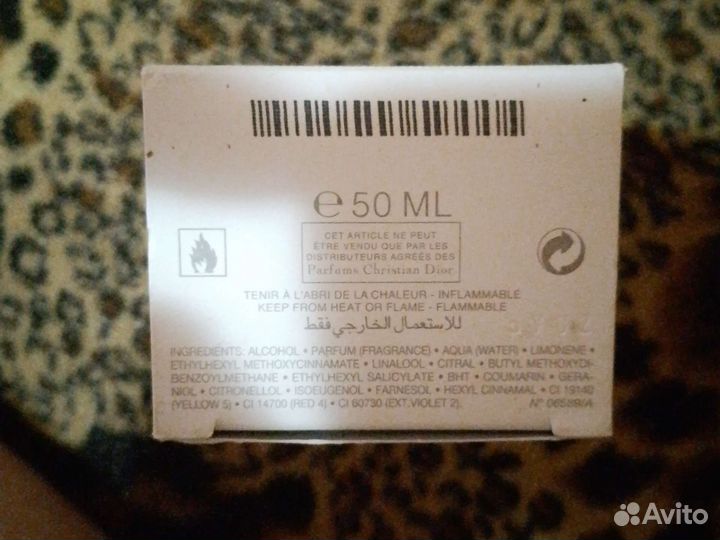 e 50 ML
CET ARTICLE NE PEUT
ÊTRE VENDU QUE PAR LES
DISTRIBUTEURS AGRÉÉS DES
Parfums Christian Dior
TENIR À L'ABRI DE LA CHALEUR - INFLAMMABLE
KEEP FROM HEAT OR FLAME - FLAMMABLE
للاستعمال الخارجي فقط
INGREDIENTS: ALCOHOL • PARFUM (FRAGRANCE) • AQUA (WATER) • LIMONENE •
ETHYLHEXYL METHOXYCINNAMATE • LINALOOL • CITRAL • BUTYL METHOXYDI-
BENZOYLMETHANE • ETHYLHEXYL SALICYLATE • BHT • COUMARIN • GERA-
NIOL • CITRONELLOL • ISOEUGENOL • FARNESOL • HEXYL CINNAMAL • CI 19140
(YELLOW 5) • CI 14700 (RED 4) • CI 60730 (EXT. VIOLET 2). N° 06589/A
Avito